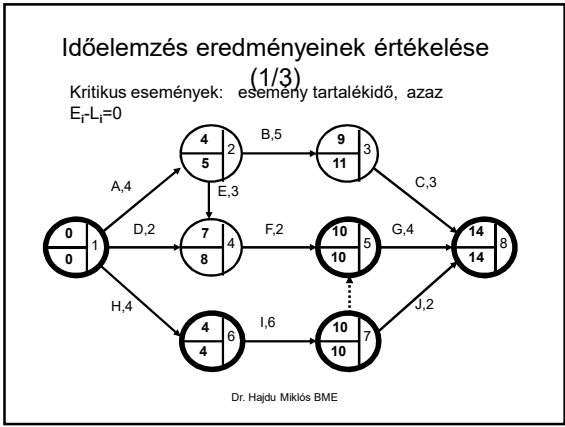 Időelemzés eredményeinek értékelése
(1/3)
Kritikus események: esemény tartalékidő, azaz
Ei-Li=0
B,5
4
5
2
9
11
3
A,4
E,3
C,3
D,2
F,2
G,4
0
0
1
7
8
4
10
10
5
14
14
8
H,4
I,6
J,2
4
4
6
10
10
7
Dr. Hajdu Miklós BME